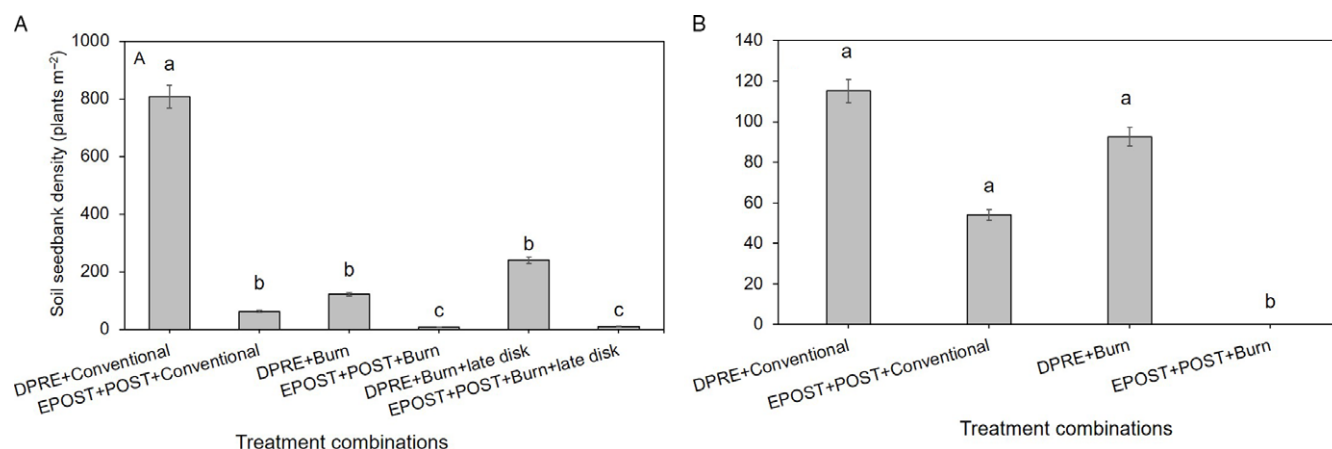 A
Soil seedbank density (plants m⁻²)
1000
800
600
400
200
0
A
a
b
b
c
b
c
DPRE+Conventional
EPOST+POST+Conventional
DPRE+Burn
EPOST+POST+Burn
DPRE+Burn+late disk
EPOST+POST+Burn+late disk
Treatment combinations
B
140
120
100
80
60
40
20
0
a
a
a
b
DPRE+Conventional
EPOST+POST+Conventional
DPRE+Burn
EPOST+POST+Burn
Treatment combinations